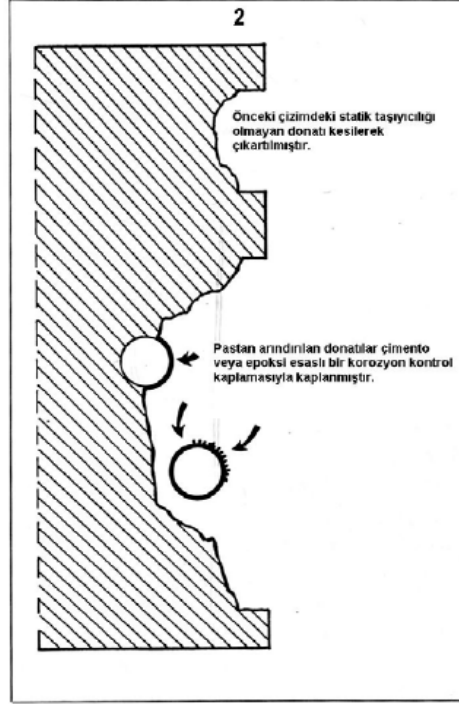 2
Önceki çizimdeki statik taşıyıcılığı
olmayan donatı kesilerek
çıkartılmıştır.
Pastan arındırılan donatılar çimento
veya epoksi esaslı bir korozyon kontrol
kaplamasıyla kaplanmıştır.